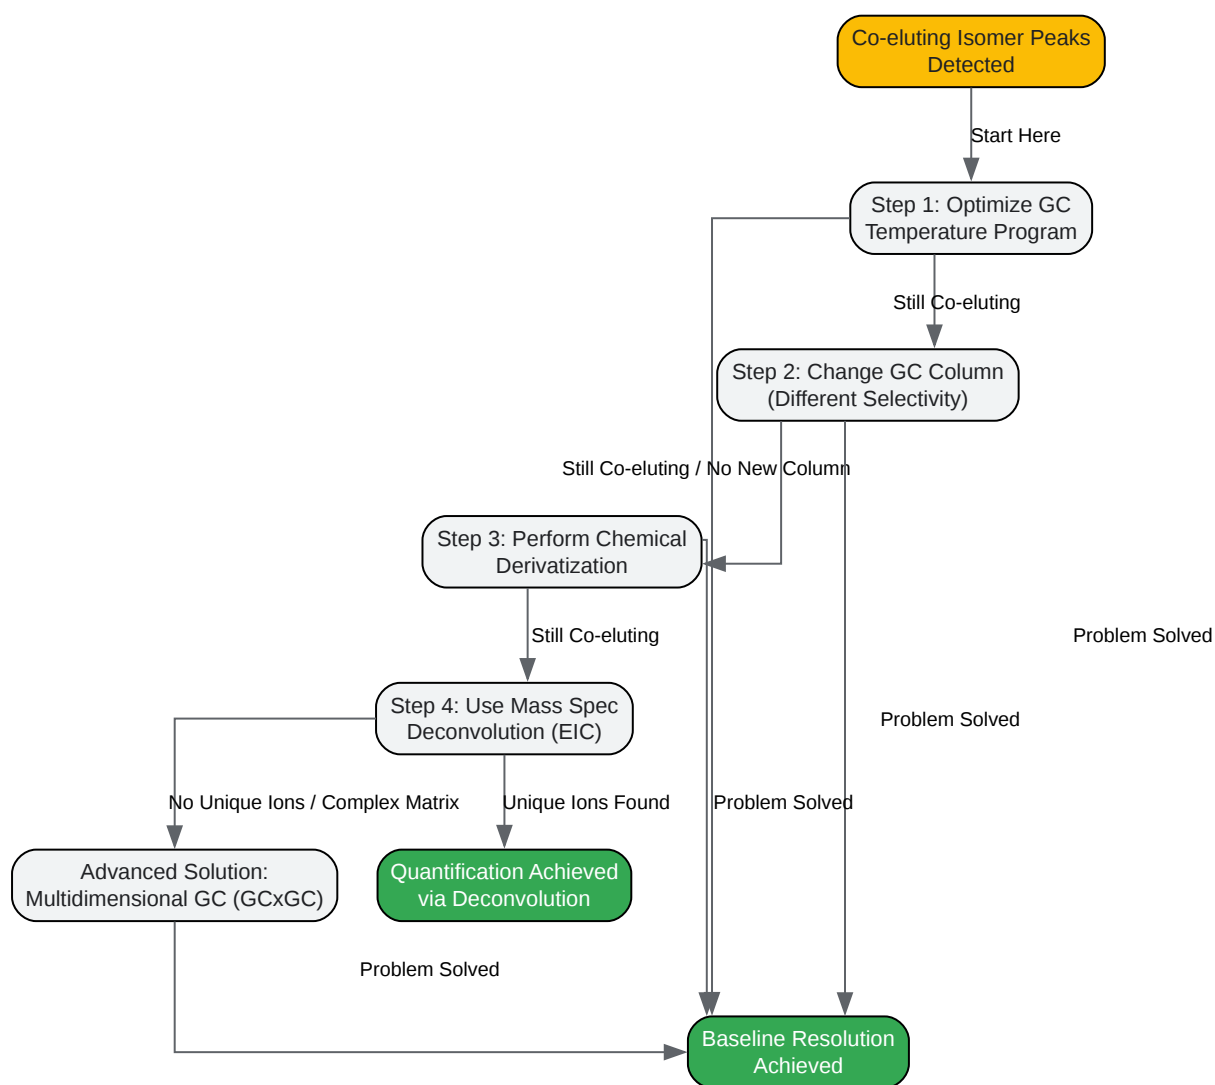 Co-eluting Isomer Peaks
Detected
Start Here
Step 1: Optimize GC
Temperature Program
Still Co-eluting
Step 2: Change GC Column
(Different Selectivity)
Still Co-eluting / No New Column
Step 3: Perform Chemical
Derivatization
Still Co-eluting
Problem Solved
Step 4: Use Mass Spec
Deconvolution (EIC)
Problem Solved
No Unique Ions / Complex Matrix
Unique Ions Found
Problem Solved
Advanced Solution:
Multidimensional GC (GCxGC)
Quantification Achieved
via Deconvolution
Problem Solved
Baseline Resolution
Achieved